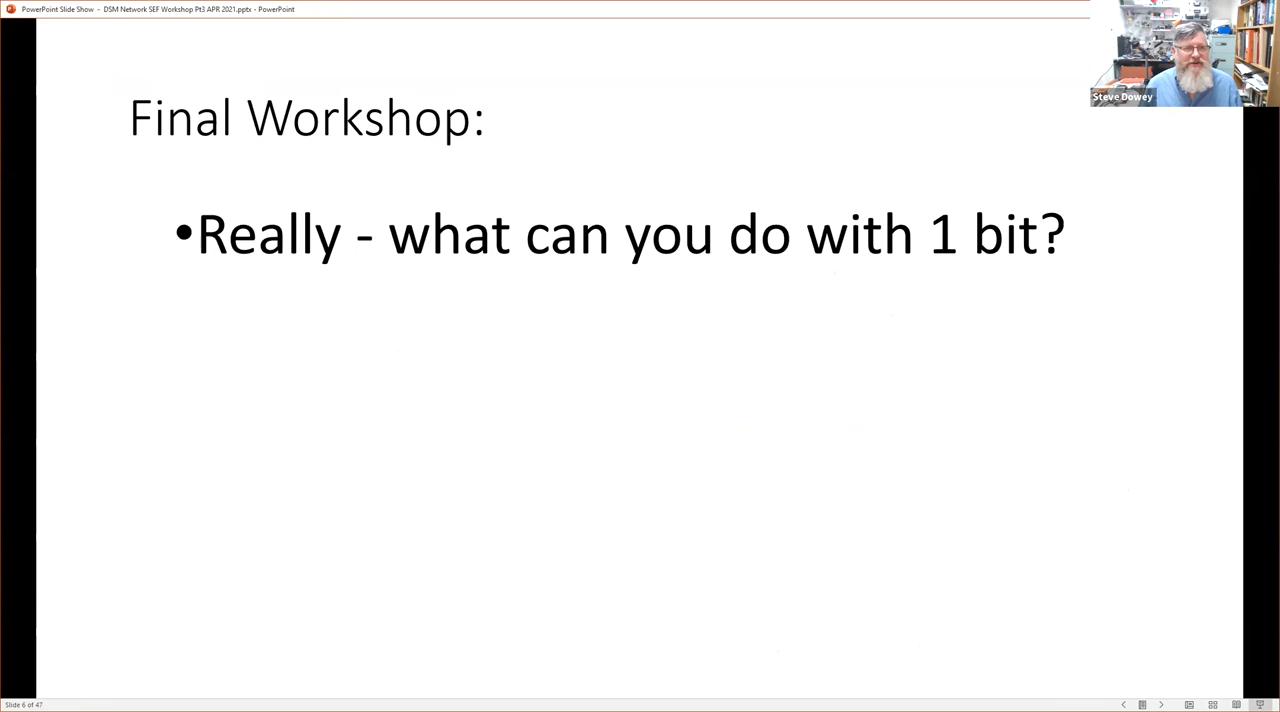 PowerPoint Slide Show - DSM Network SEF Workshop Pt3 APR 2021.pptx - PowerPoint
Steve Dowey
Final Workshop:
•Really - what can you do with 1 bit?
Slide 6 of 47